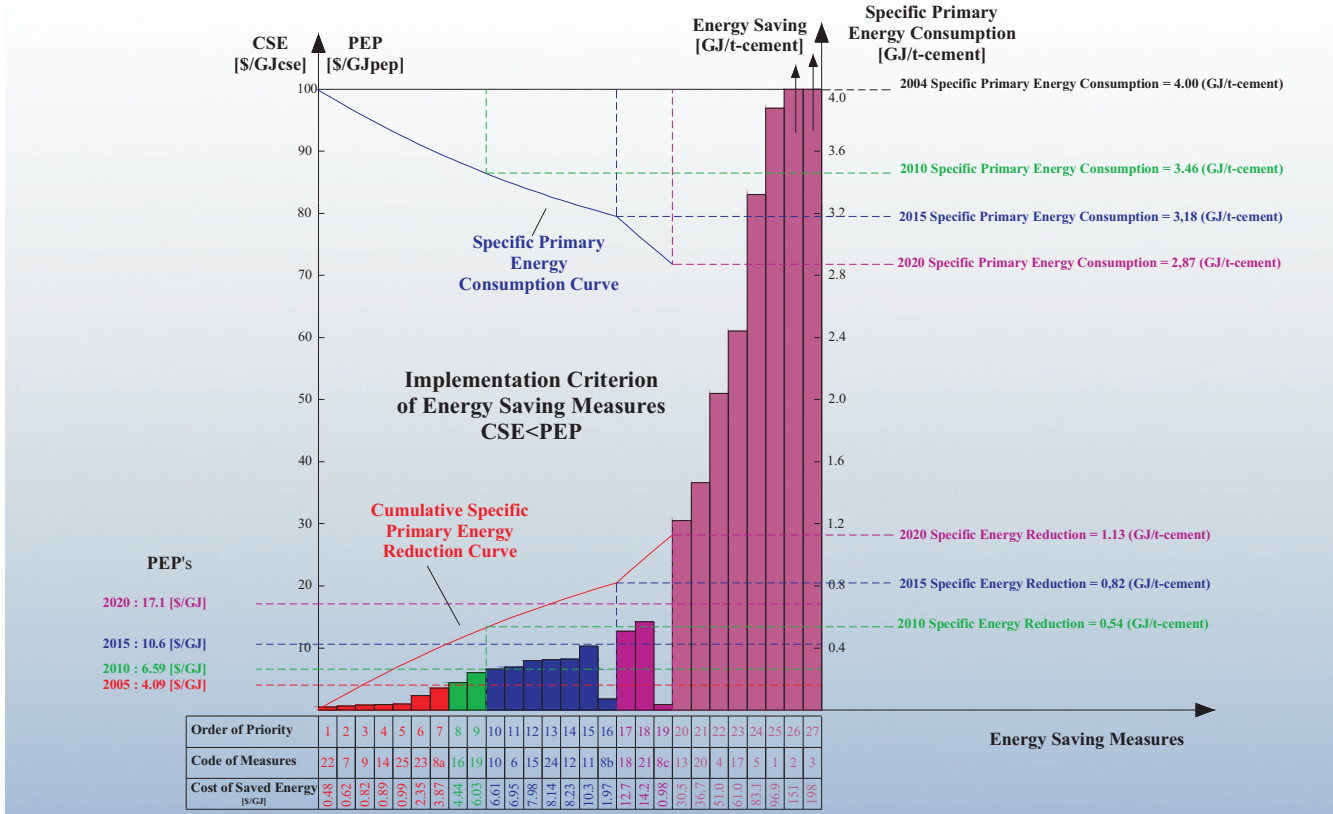 CSE
[$/GJcse]
PEP
[$/GJpep]
Energy Saving
[GJ/t-cement]
Specific Primary
Energy Consumption
[GJ/t-cement]
100
90
80
70
60
50
40
30
20
10
4.0
3.6
3.2
2.8
2.4
2.0
1.6
1.2
0.8
0.4
2004 Specific Primary Energy Consumption = 4.00 (GJ/t-cement)
2010 Specific Primary Energy Consumption = 3.46 (GJ/t-cement)
2015 Specific Primary Energy Consumption = 3,18 (GJ/t-cement)
2020 Specific Primary Energy Consumption = 2,87 (GJ/t-cement)
Specific Primary
Energy
Consumption Curve
Implementation Criterion
of Energy Saving Measures
CSE<PEP
Cumulative Specific
Primary Energy
Reduction Curve
2020 Specific Energy Reduction = 1.13 (GJ/t-cement)
2015 Specific Energy Reduction = 0,82 (GJ/t-cement)
2010 Specific Energy Reduction = 0,54 (GJ/t-cement)
PEP's
2020 : 17.1 [$/GJ]
2015 : 10.6 [$/GJ]
2010 : 6.59 [$/GJ]
2005 : 4.09 [$/GJ]
Order of Priority 1 2 3 4 5 6 7 8 9 10 11 12 13 14 15 16 17 18 19 20 21 22 23 24 25 26 27
Code of Measures 22 7 9 14 25 23 8a 16 19 10 6 15 24 12 11 8b 18 21 8c 13 20 4 17 5 1 2 3
Cost of Saved Energy 0.48 0.62 0.82 0.89 0.99 2.35 3.87 4.44 6.03 6.61 6.95 7.98 8.14 8.23 10.3 1.97 12.7 14.2 0.98 30.5 36.7 51.0 61.0 83.1 96.9 151 198
[$/GJ]
Energy Saving Measures